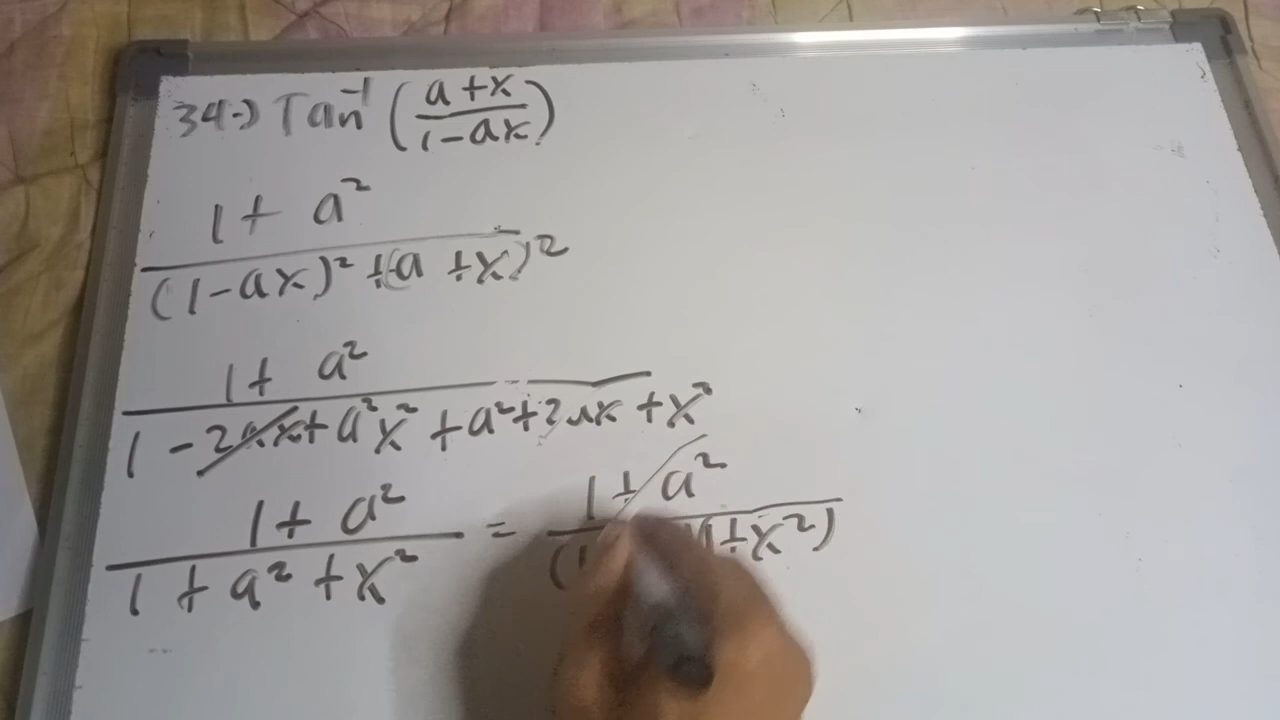 34-) Tan⁻¹ (a+x / 1-ax)
1+ a² / (1-ax)² + (a +x)²
1+ a² / 1 - 2ax + a²x² + a² + 2ax + x²
1+ a² / 1 + a² + x² = 1+a² / (1 +x²)